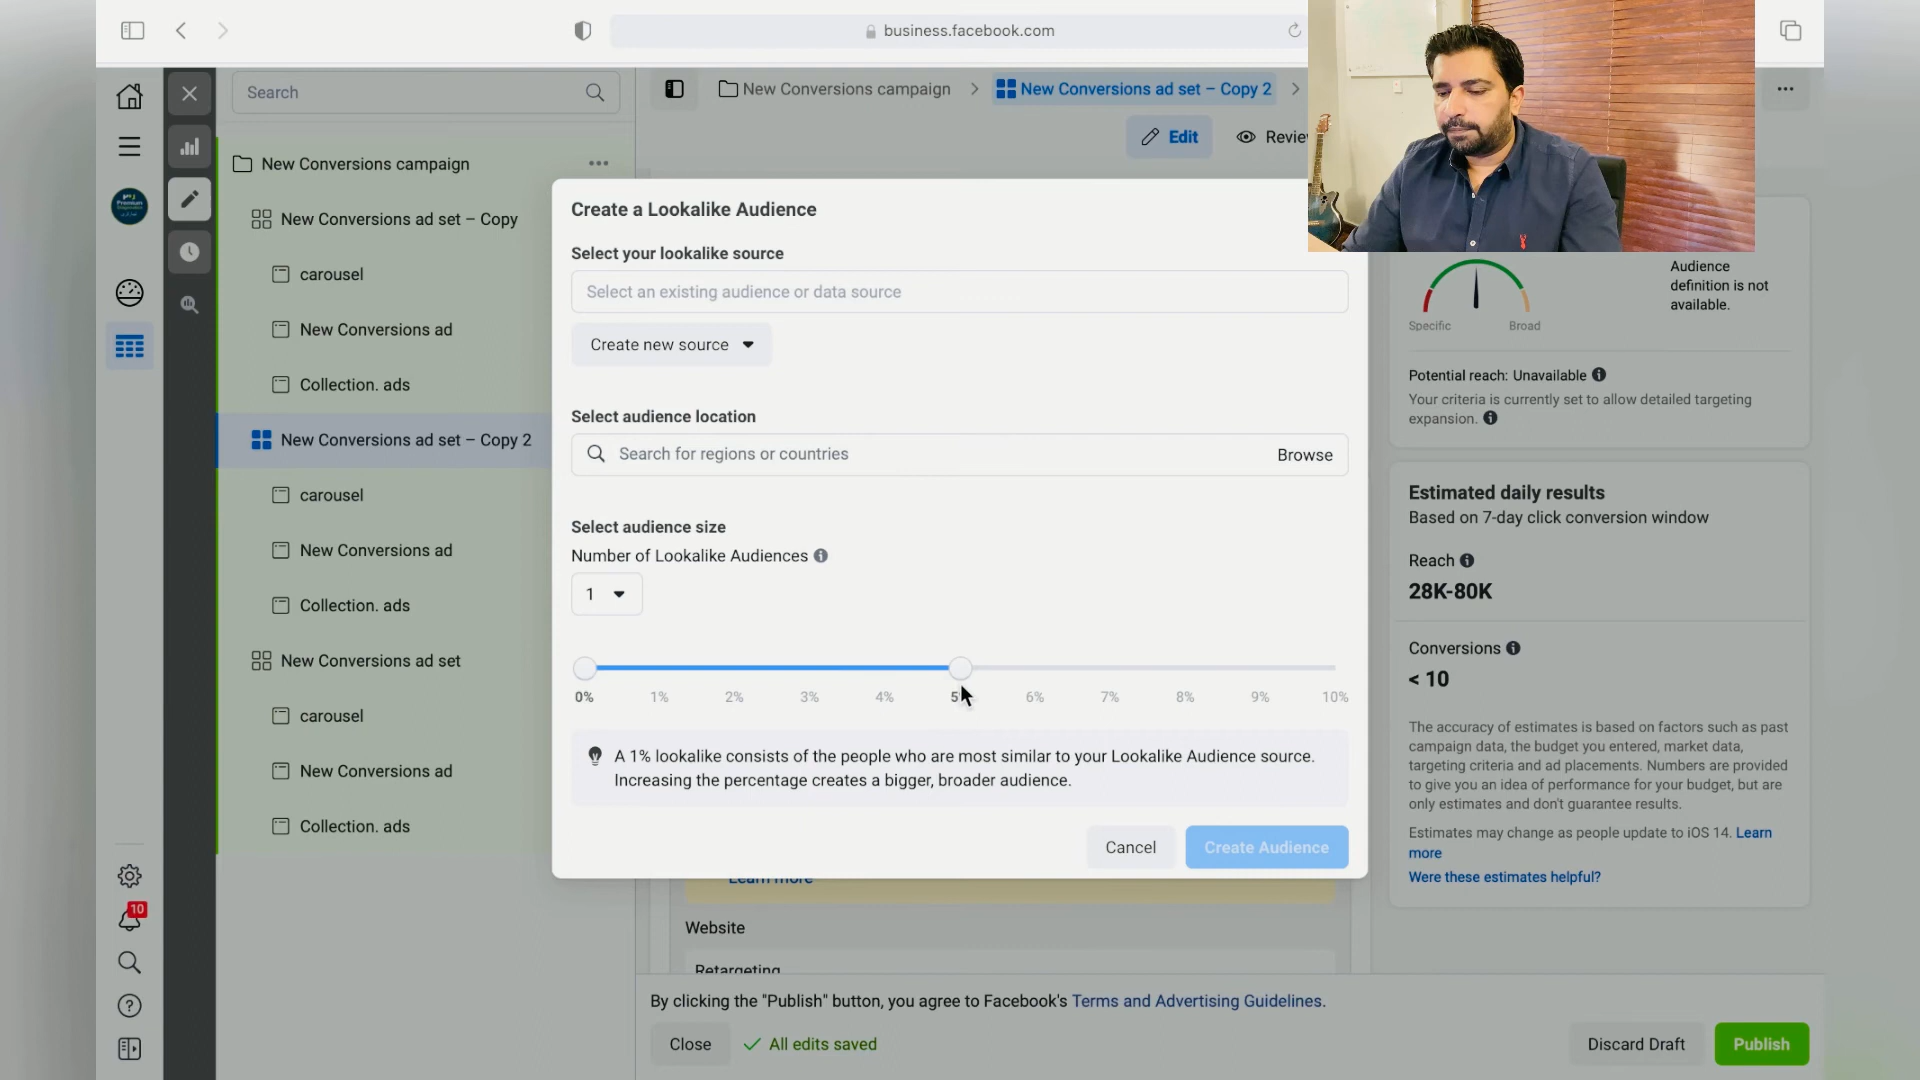 business.facebook.com
Search
New Conversions campaign
New Conversions ad set – Copy 2
Edit
New Conversions campaign
New Conversions ad set – Copy
carousel
New Conversions ad
Collection. ads
New Conversions ad set – Copy 2
carousel
New Conversions ad
Collection. ads
New Conversions ad set
carousel
New Conversions ad
Collection. ads
10
Create a Lookalike Audience
Select your lookalike source
Select an existing audience or data source
Create new source
Select audience location
Search for regions or countries
Browse
Select audience size
Number of Lookalike Audiences
1
0% 1% 2% 3% 4% 6% 7% 8% 9% 10%
A 1% lookalike consists of the people who are most similar to your Lookalike Audience source.
Increasing the percentage creates a bigger, broader audience.
Cancel
Create Audience
Learn more
Website
Retargeting
Audience
definition is not
available.
Specific
Broad
Potential reach: Unavailable
Your criteria is currently set to allow detailed targeting
expansion.
Estimated daily results
Based on 7-day click conversion window
Reach
28K-80K
Conversions
< 10
The accuracy of estimates is based on factors such as past
campaign data, the budget you entered, market data,
targeting criteria and ad placements. Numbers are provided
to give you an idea of performance for your budget, but are
only estimates and don't guarantee results.
Estimates may change as people update to iOS 14. Learn
more
Were these estimates helpful?
By clicking the "Publish" button, you agree to Facebook's Terms and Advertising Guidelines.
Close
All edits saved
Discard Draft
Publish